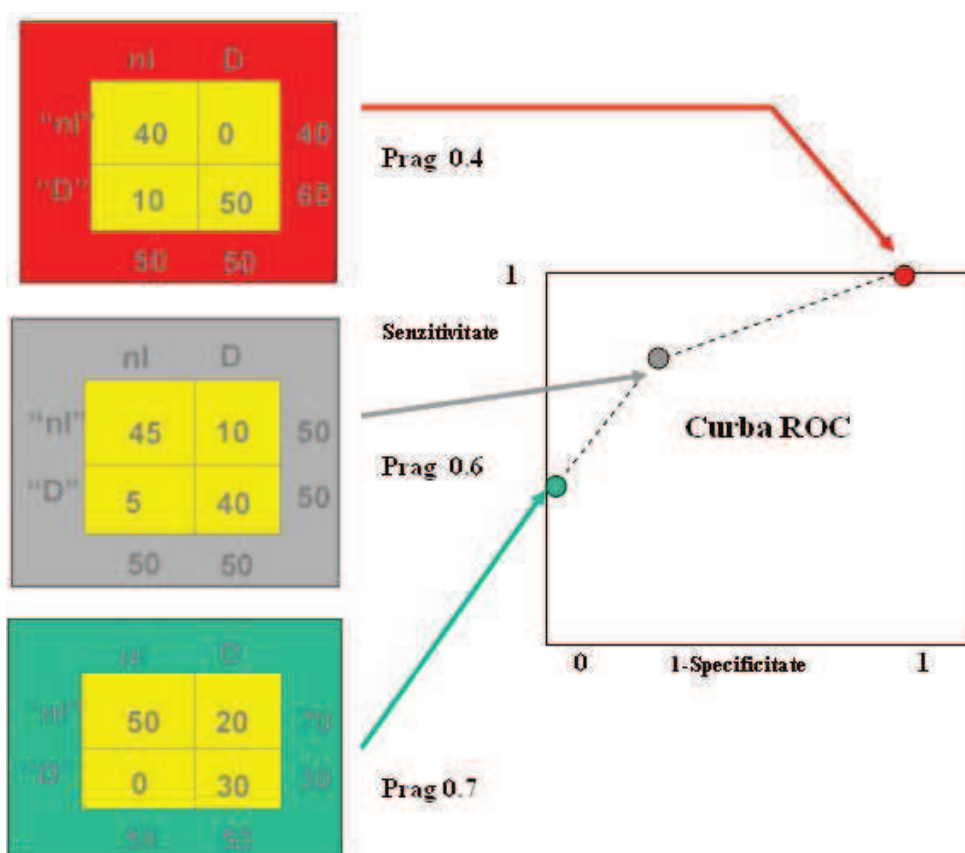 nl D
"nl" 40 0 40
"D" 10 50 60
50 50
Prag 0.4
nl D
"nl" 45 10 50
"D" 5 40 50
50 50
Senzitivitate
Prag 0.6
1
Curba ROC
0 1-Specificitate 1
50 20 70
"D" 0 30 30
Prag 0.7